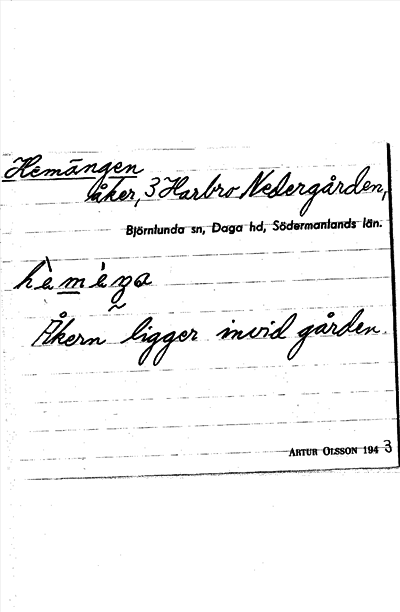 Hemängen
åker, 3 Harbro Nedergården,
Björnlunda sn, Daga hd, Södermanlands län.
Åkern ligger invid gården.
ARTUR OLSSON 1943